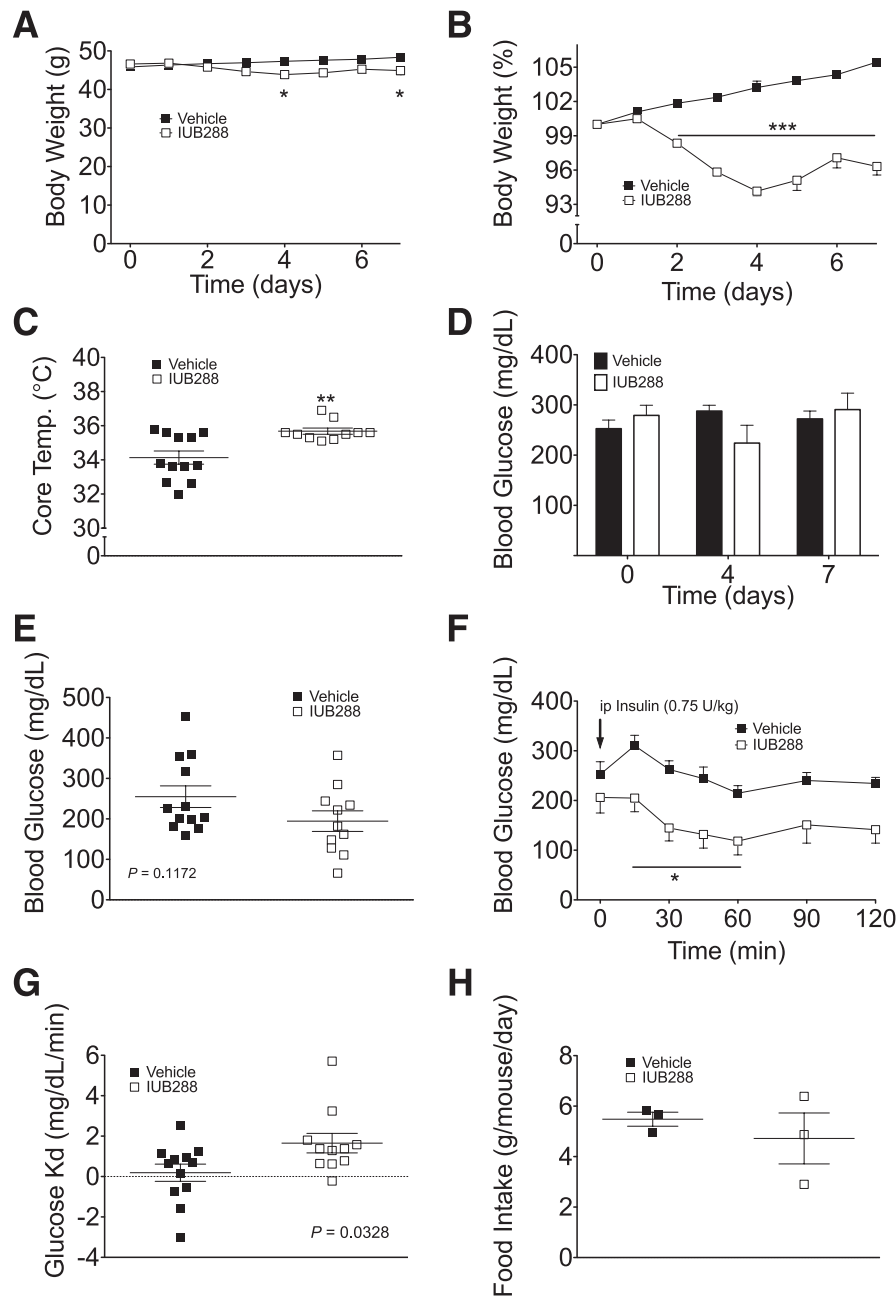 A
Body Weight (g)
50
40
30
20
10
0
*
*
Vehicle
IUB288
0 2 4 6
Time (days)
B
Body Weight (%)
105
102
99
96
93
0
***
Vehicle
IUB288
0 2 4 6
Time (days)
C
Core Temp. (°C)
40
38
36
34
32
30
0
Vehicle
IUB288
**
D
Blood Glucose (mg/dL)
400
300
200
100
Vehicle
IUB288
0 4 7
Time (days)
E
Blood Glucose (mg/dL)
500
400
300
200
100
0
Vehicle
IUB288
P = 0.1172
F
Blood Glucose (mg/dL)
400
300
200
100
0
ip Insulin (0.75 U/kg)
Vehicle
IUB288
*
0 30 60 90 120
Time (min)
G
Glucose Kd (mg/dL/min)
6
4
2
0
-2
-4
Vehicle
IUB288
P = 0.0328
H
Food Intake (g/mouse/day)
8
6
4
2
0
Vehicle
IUB288